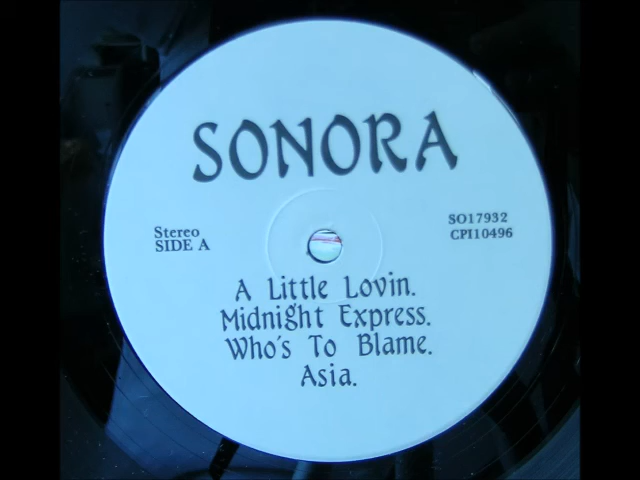 SONORA
Stereo
SIDE A
SO17932
CPI10496
A Little Lovin.
Midnight Express.
Who's To Blame.
Asia.